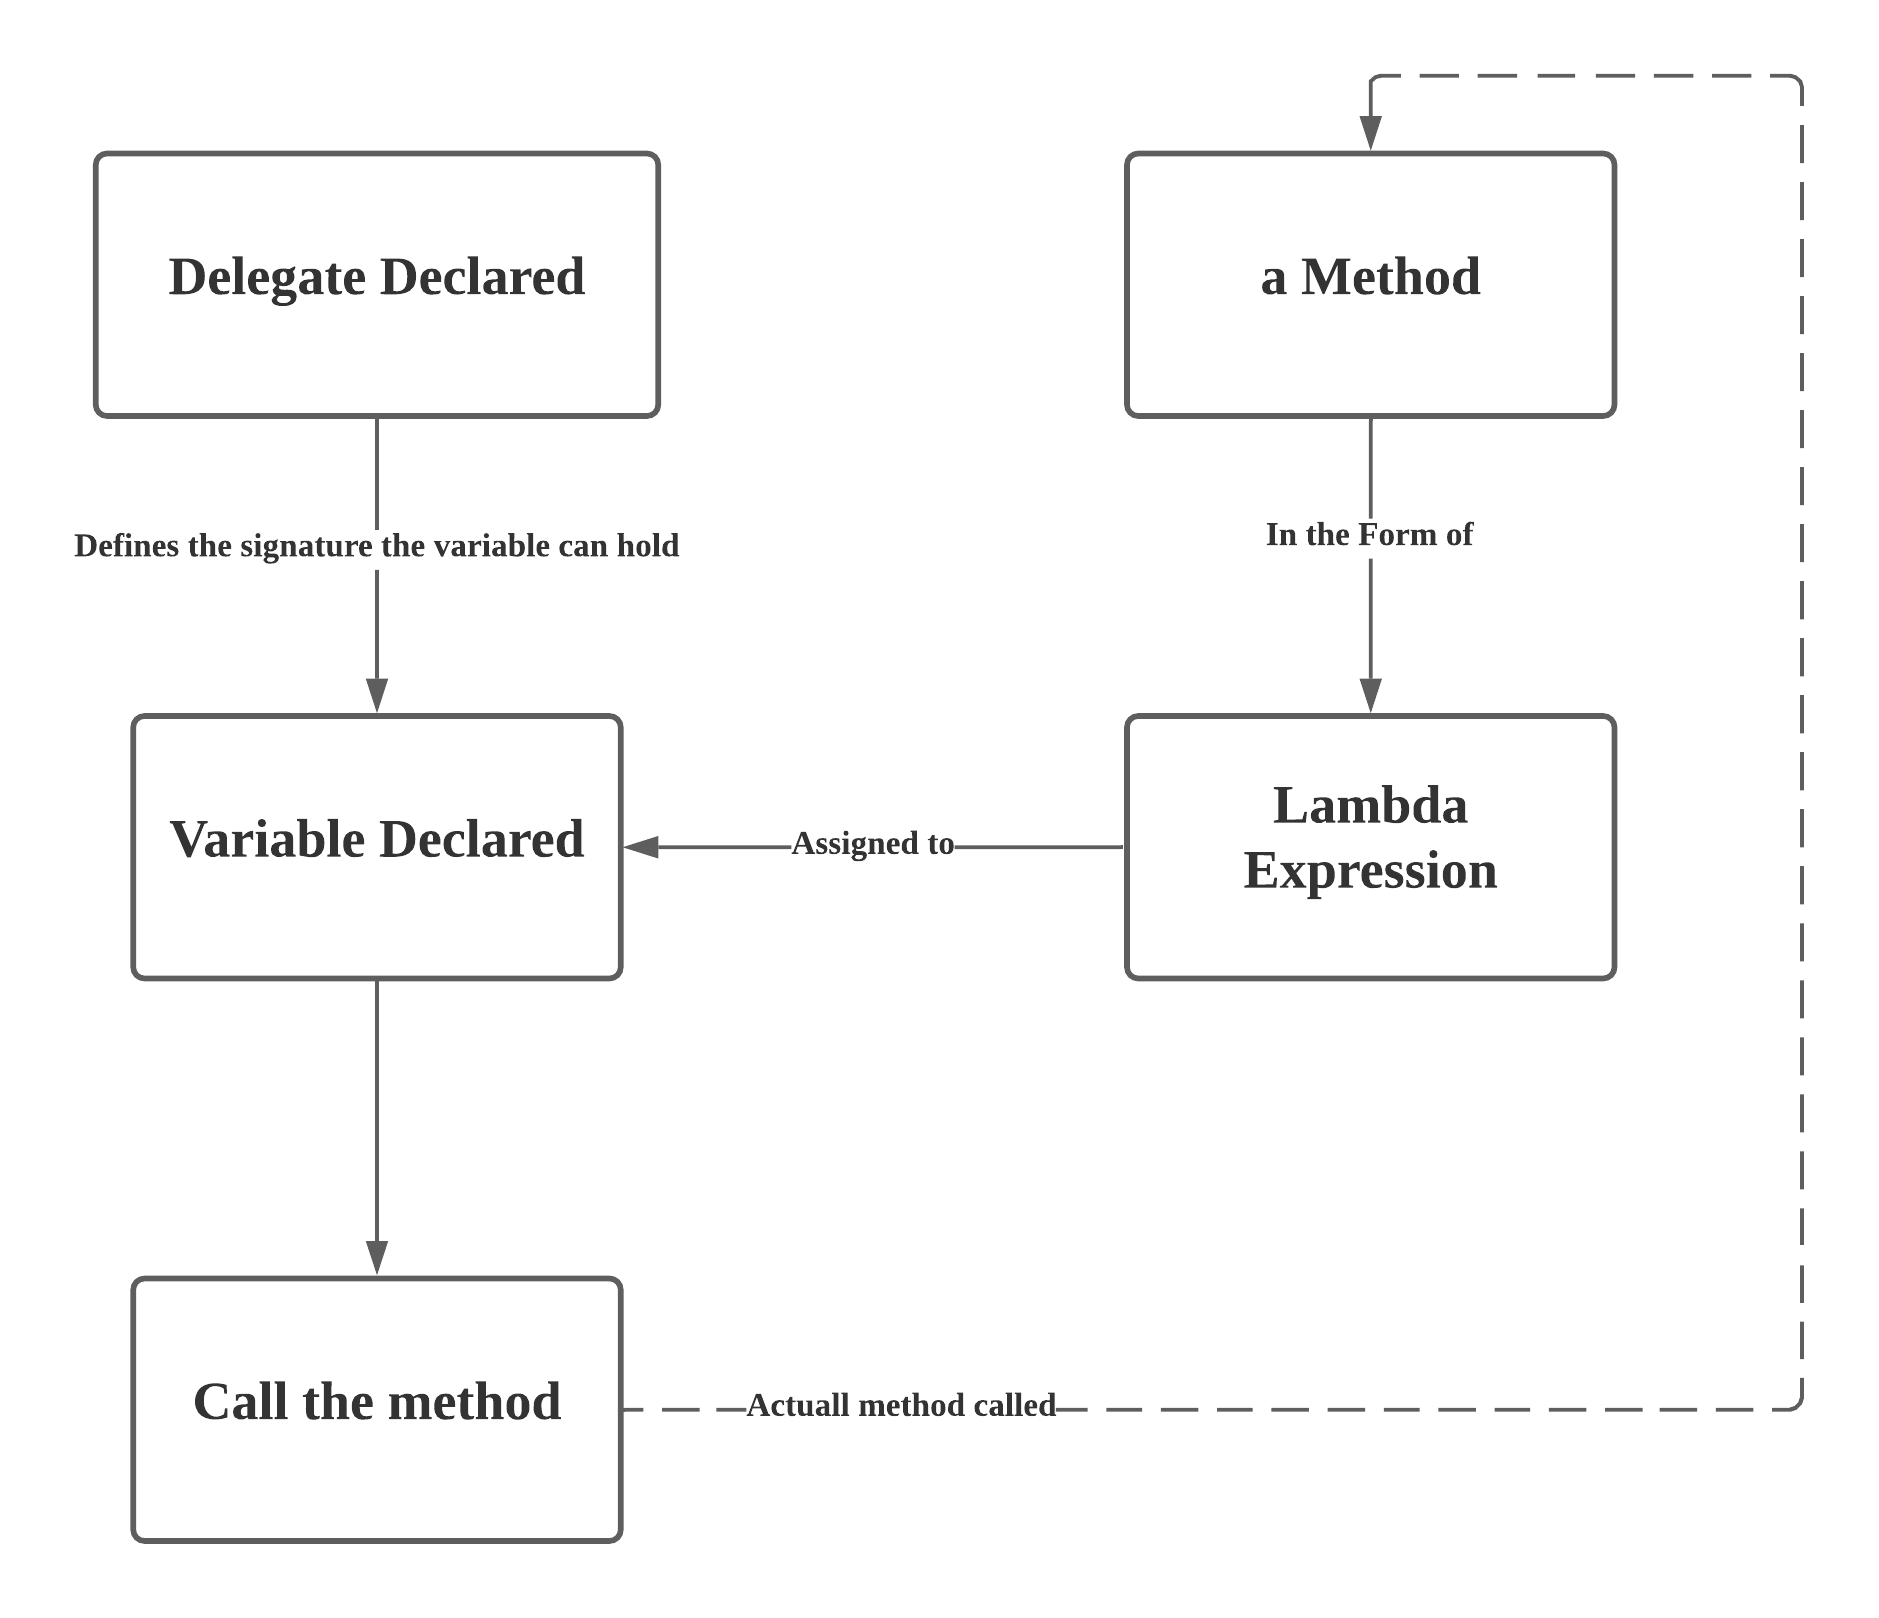 Delegate Declared
a Method
Defines the signature the variable can hold
In the Form of
Variable Declared
Assigned to
Lambda
Expression
Call the method
Actuall method called